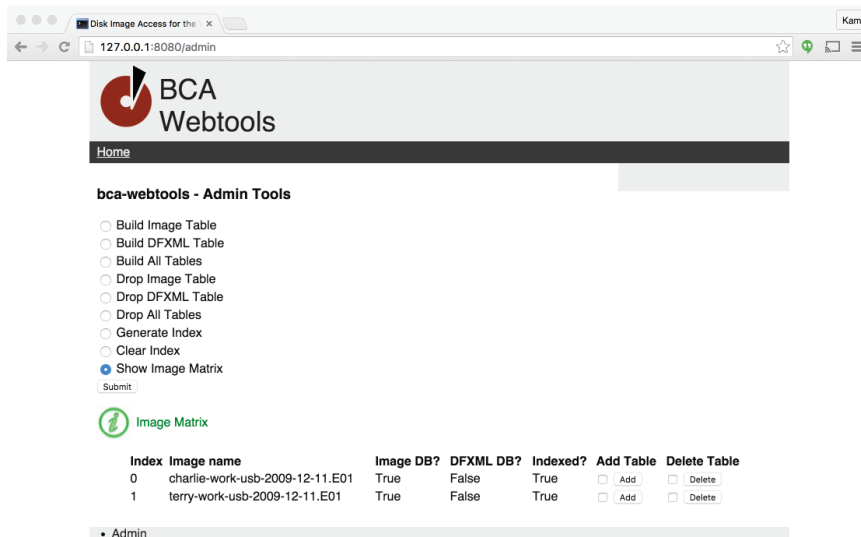 Disk Image Access for the
Kam
127.0.0.1:8080/admin
BCA
Webtools
Home
bca-webtools - Admin Tools
Build Image Table
Build DFXML Table
Build All Tables
Drop Image Table
Drop DFXML Table
Drop All Tables
Generate Index
Clear Index
Show Image Matrix
Submit
Image Matrix
Index Image name Image DB? DFXML DB? Indexed? Add Table Delete Table
0 charlie-work-usb-2009-12-11.E01 True False True Add Delete
1 terry-work-usb-2009-12-11.E01 True False True Add Delete
• Admin